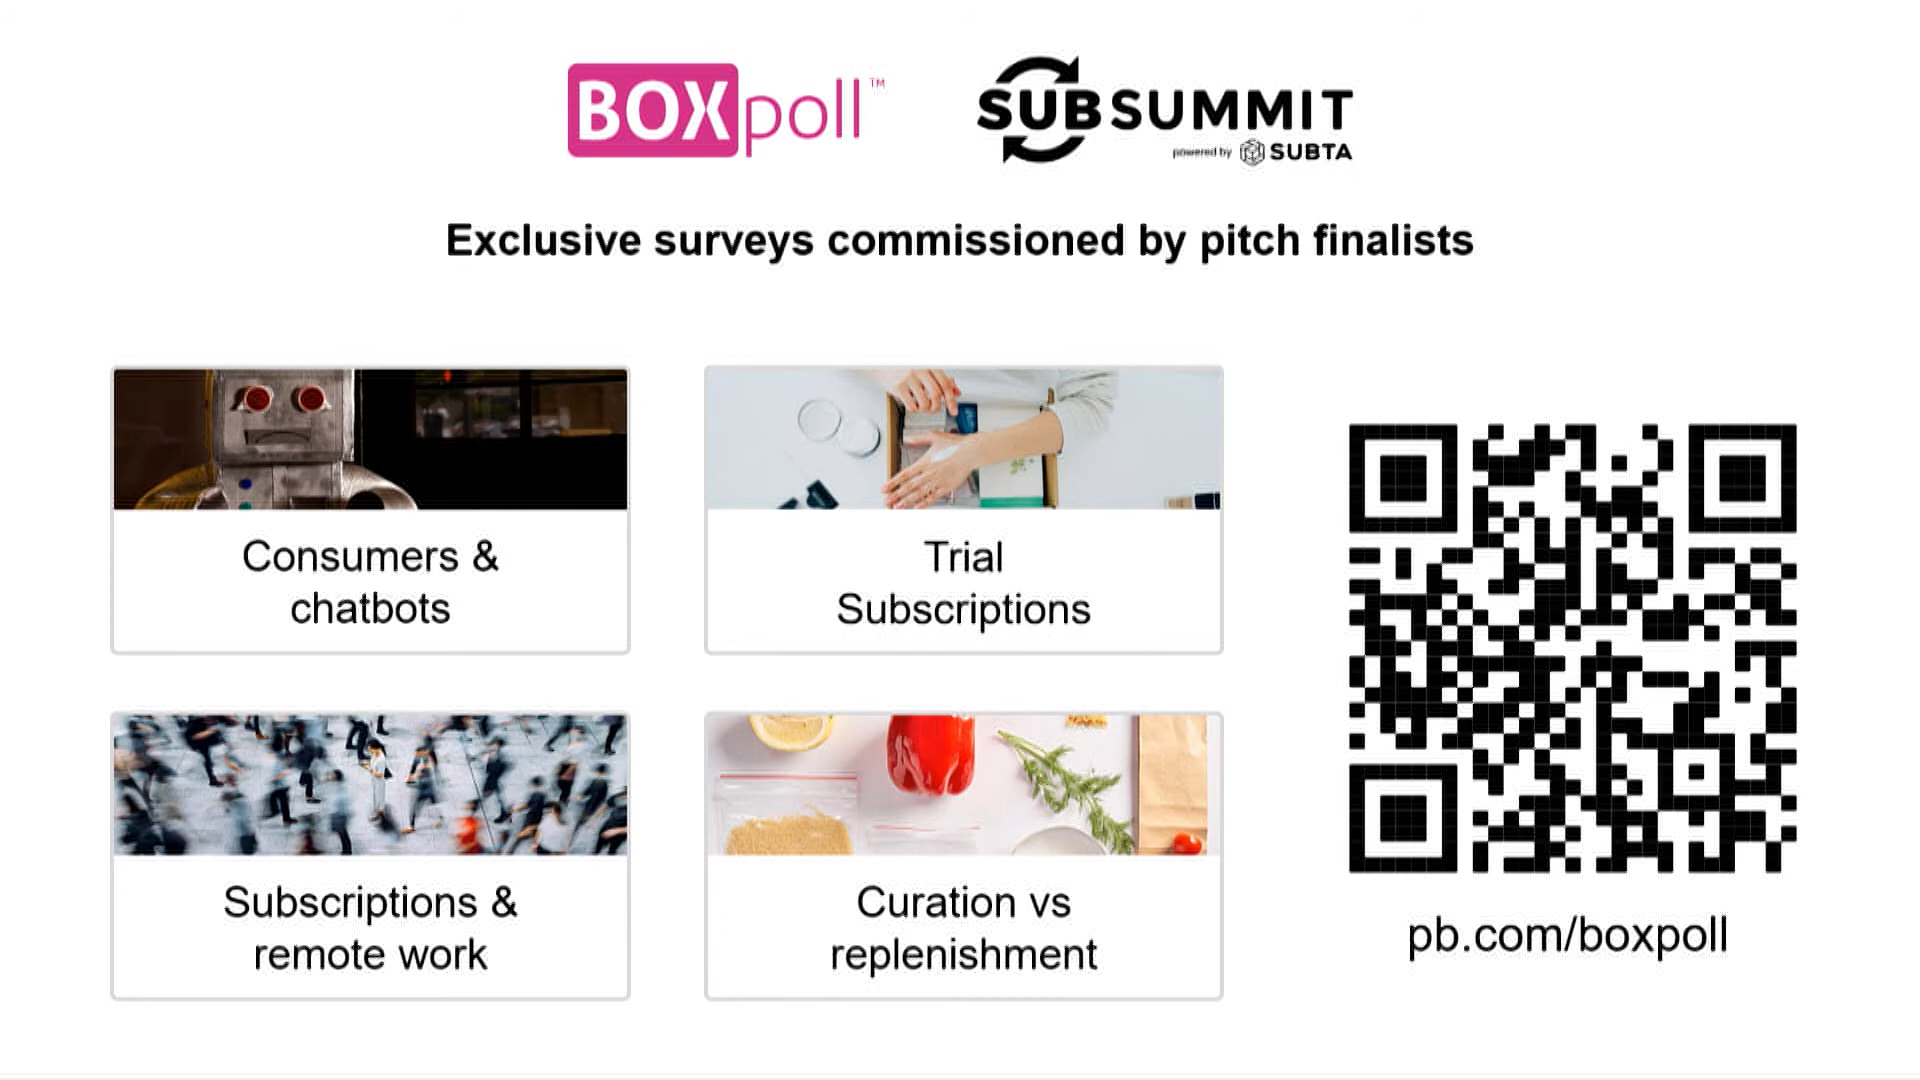 BOXpoll™
SUBSUMMIT
powered by SUBTA
Exclusive surveys commissioned by pitch finalists
Consumers &
chatbots
Trial
Subscriptions
Subscriptions &
remote work
Curation vs
replenishment
pb.com/boxpoll